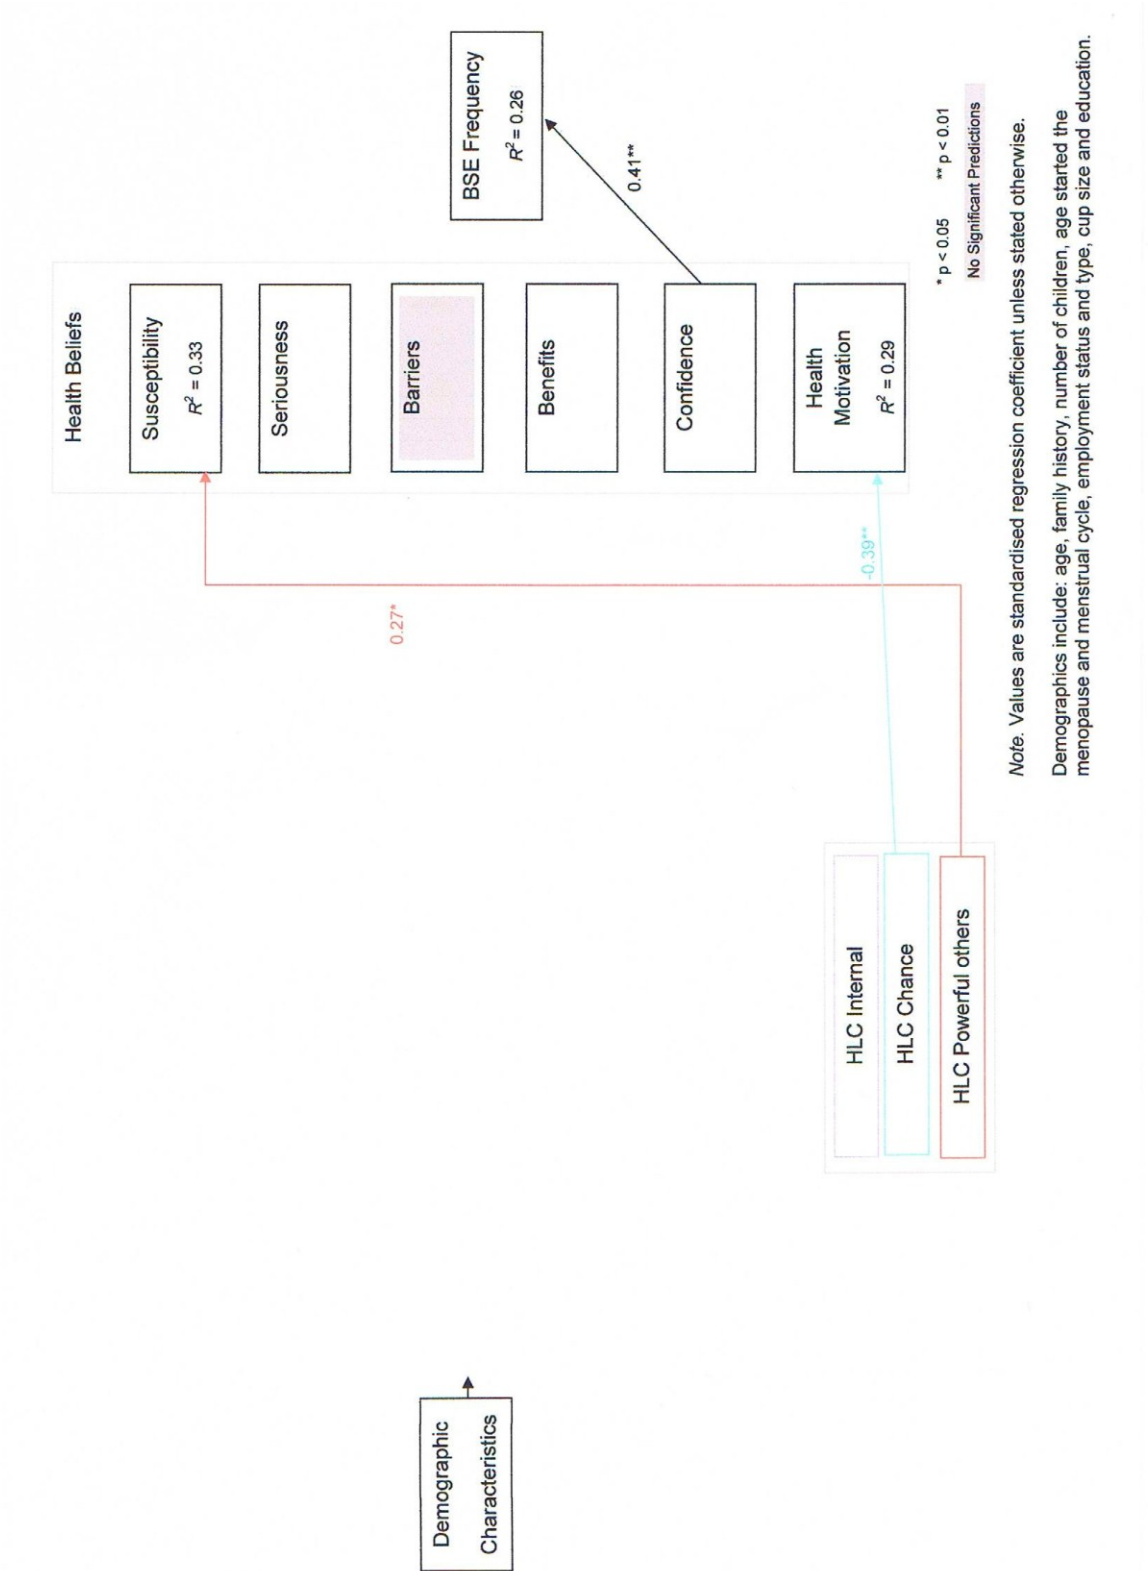 Demographic
Characteristics
HLC Internal
HLC Chance
HLC Powerful others
0.27*
-0.39**
Health Beliefs
Susceptibility
R² = 0.33
Seriousness
Barriers
Benefits
Confidence
Health
Motivation
R² = 0.29
0.41**
BSE Frequency
R² = 0.26
* p < 0.05 ** p < 0.01
No Significant Predictions
Note. Values are standardised regression coefficient unless stated otherwise.
Demographics include: age, family history, number of children, age started the
menopause and menstrual cycle, employment status and type, cup size and education.